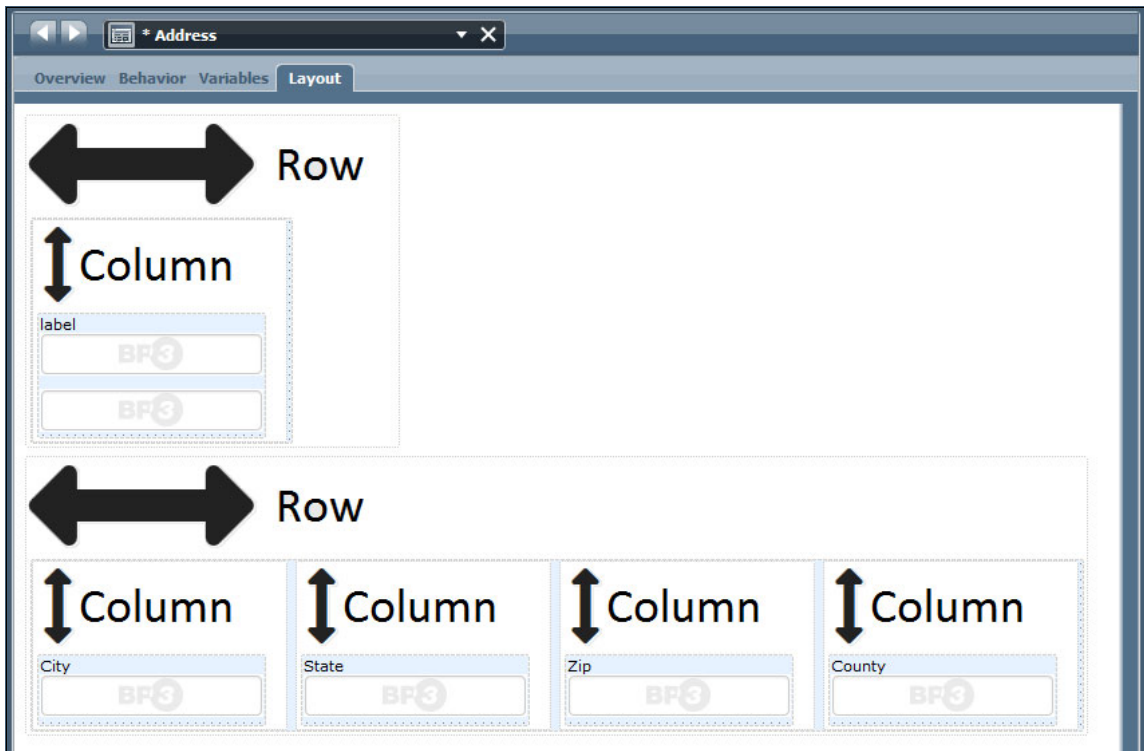 * Address
Overview Behavior Variables Layout
Row
Column
label
BP3
BP3
Row
Column Column Column Column
City State Zip County
BP3 BP3 BP3 BP3